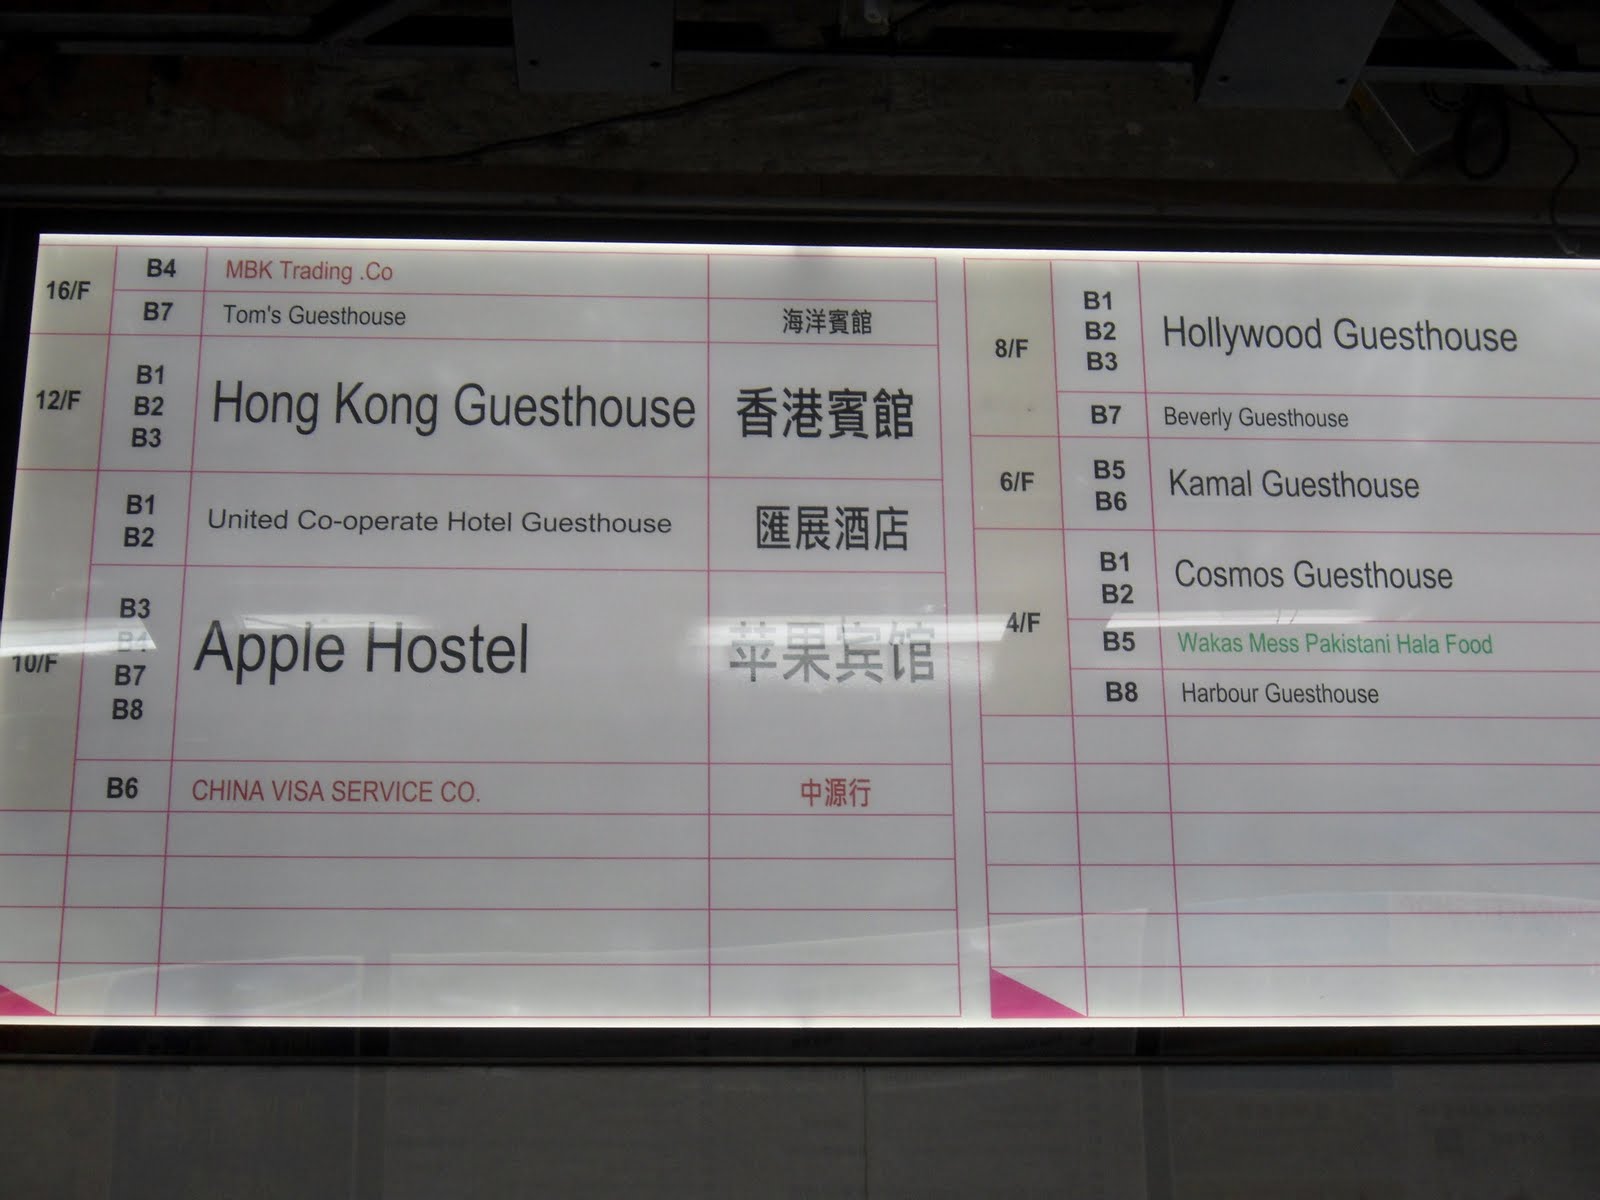 16/F
B4 MBK Trading .Co
B7 Tom's Guesthouse 海洋賓館
12/F
B1
B2
B3
Hong Kong Guesthouse 香港賓館
10/F
B1
B2
United Co-operate Hotel Guesthouse 匯展酒店
B3
B4
B7
B8
Apple Hostel 苹果宾馆
B6 CHINA VISA SERVICE CO. 中源行
8/F
B1
B2
B3
Hollywood Guesthouse
B7 Beverly Guesthouse
6/F
B5
B6
Kamal Guesthouse
4/F
B1
B2
Cosmos Guesthouse
B5 Wakas Mess Pakistani Hala Food
B8 Harbour Guesthouse